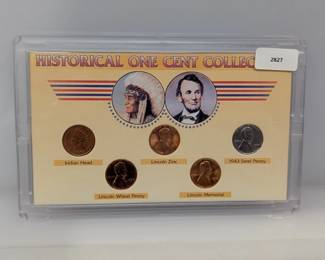 HISTORICAL ONE CENT COLLEC
2827
Indian Head
Lincoln Zinc
1943 Steel Penny
Lincoln Wheat Penny
Lincoln Memorial